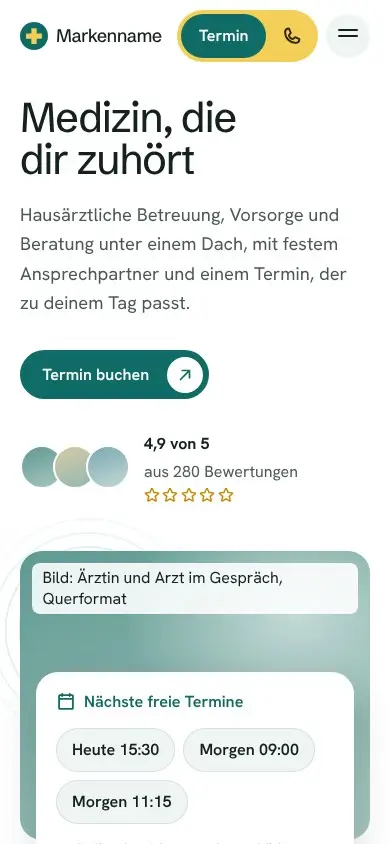 Markenname
Termin
Medizin, die
dir zuhört
Hausärztliche Betreuung, Vorsorge und
Beratung unter einem Dach, mit festem
Ansprechpartner und einem Termin, der
zu deinem Tag passt.
Termin buchen
4,9 von 5
aus 280 Bewertungen
Bild: Ärztin und Arzt im Gespräch,
Querformat
Nächste freie Termine
Heute 15:30
Morgen 09:00
Morgen 11:15